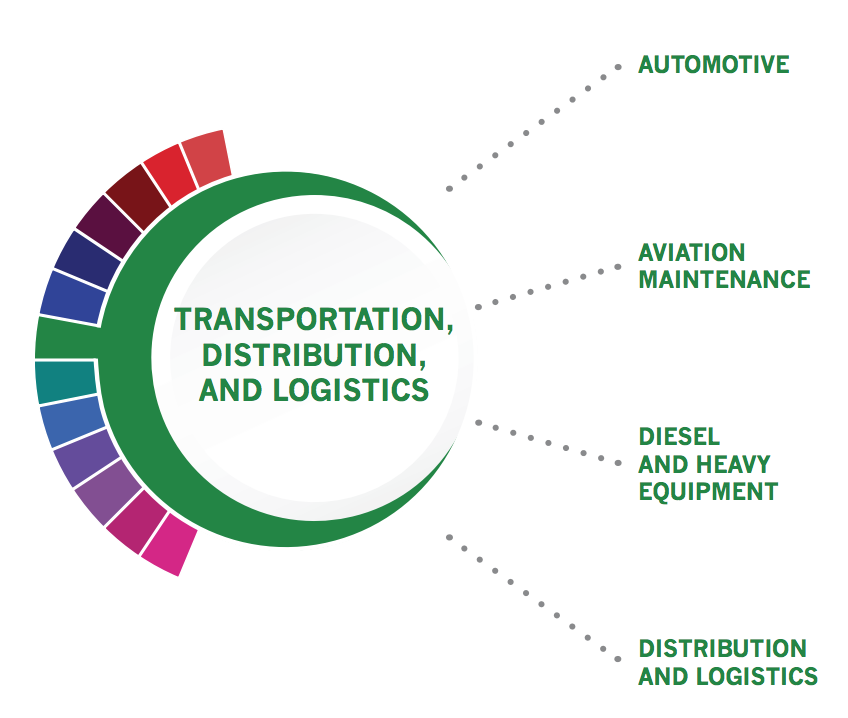 AUTOMOTIVE
AVIATION
MAINTENANCE
TRANSPORTATION,
DISTRIBUTION,
AND LOGISTICS
DIESEL
AND HEAVY
EQUIPMENT
DISTRIBUTION
AND LOGISTICS